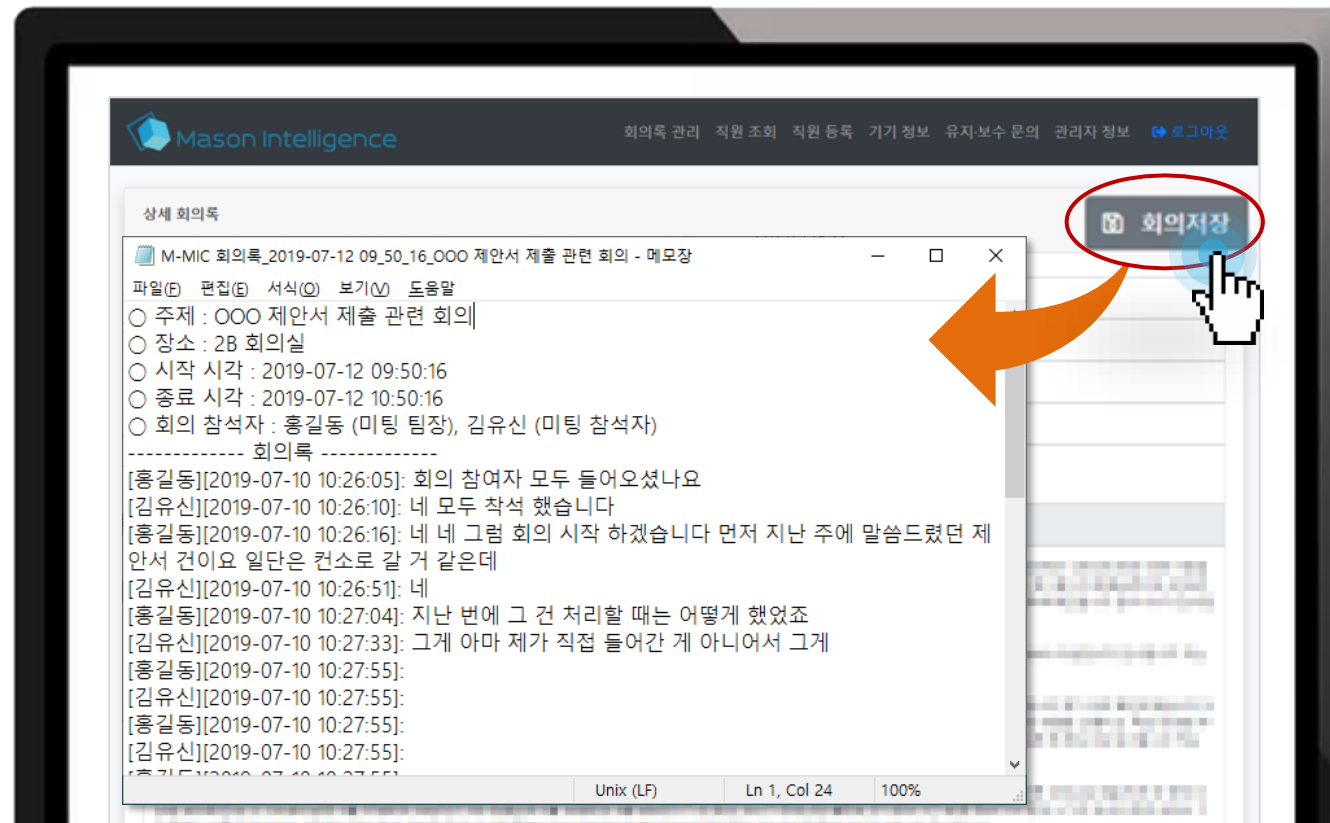 Mason Intelligence
회의록 관리 직원 조회 직원 등록 기기 정보 유지·보수 문의 관리자 정보 로그아웃
상세 회의록
회의저장
M-MIC 회의록_2019-07-12 09_50_16_OOO 제안서 제출 관련 회의 - 메모장
파일(F) 편집(E) 서식(O) 보기(V) 도움말
○ 주제 : OOO 제안서 제출 관련 회의
○ 장소 : 2B 회의실
○ 시작 시각 : 2019-07-12 09:50:16
○ 종료 시각 : 2019-07-12 10:50:16
○ 회의 참석자 : 홍길동 (미팅 팀장), 김유신 (미팅 참석자)
------------- 회의록 -------------
[홍길동][2019-07-10 10:26:05]: 회의 참여자 모두 들어오셨나요
[김유신][2019-07-10 10:26:10]: 네 모두 착석 했습니다
[홍길동][2019-07-10 10:26:16]: 네 네 그럼 회의 시작 하겠습니다 먼저 지난 주에 말씀드렸던 제
안서 건이요 일단은 컨소로 갈 거 같은데
[김유신][2019-07-10 10:26:51]: 네
[홍길동][2019-07-10 10:27:04]: 지난 번에 그 건 처리할 때는 어떻게 했었죠
[김유신][2019-07-10 10:27:33]: 그게 아마 제가 직접 들어간 게 아니어서 그게
[홍길동][2019-07-10 10:27:55]:
[김유신][2019-07-10 10:27:55]:
[홍길동][2019-07-10 10:27:55]:
[김유신][2019-07-10 10:27:55]:
Unix (LF) Ln 1, Col 24 100%